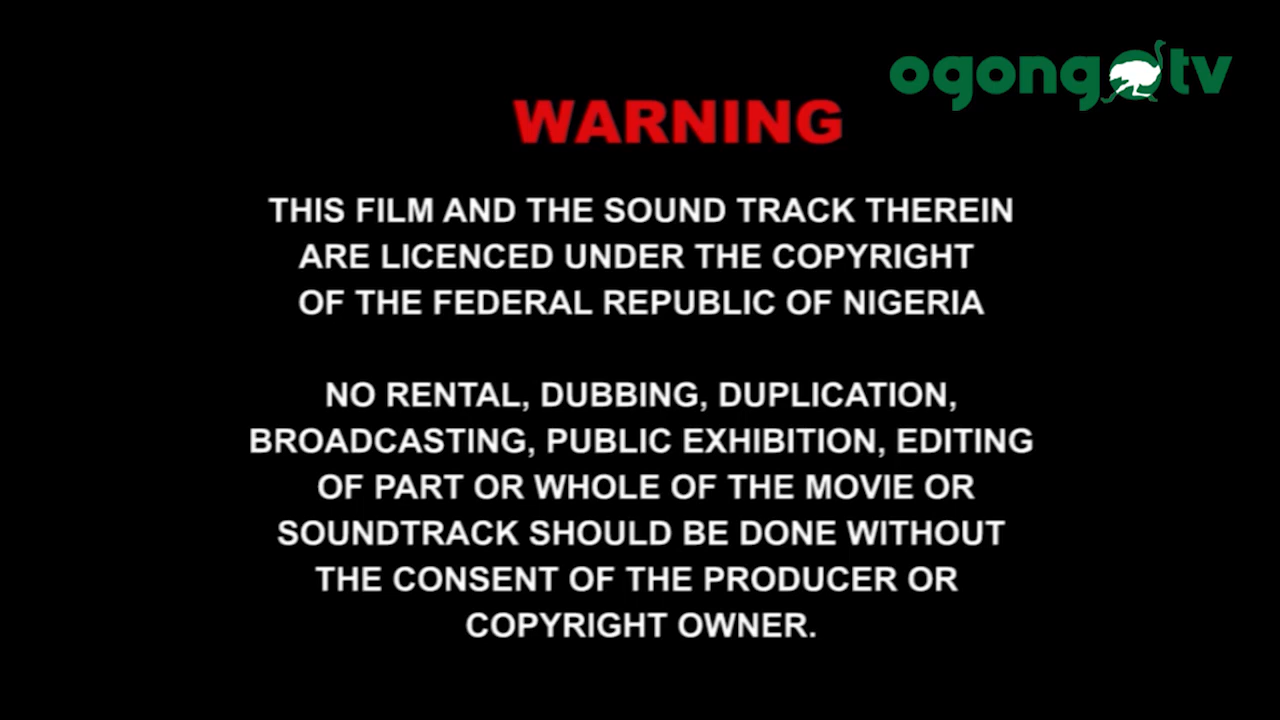 ogongo tv
WARNING
THIS FILM AND THE SOUND TRACK THEREIN
ARE LICENCED UNDER THE COPYRIGHT
OF THE FEDERAL REPUBLIC OF NIGERIA
NO RENTAL, DUBBING, DUPLICATION,
BROADCASTING, PUBLIC EXHIBITION, EDITING
OF PART OR WHOLE OF THE MOVIE OR
SOUNDTRACK SHOULD BE DONE WITHOUT
THE CONSENT OF THE PRODUCER OR
COPYRIGHT OWNER.